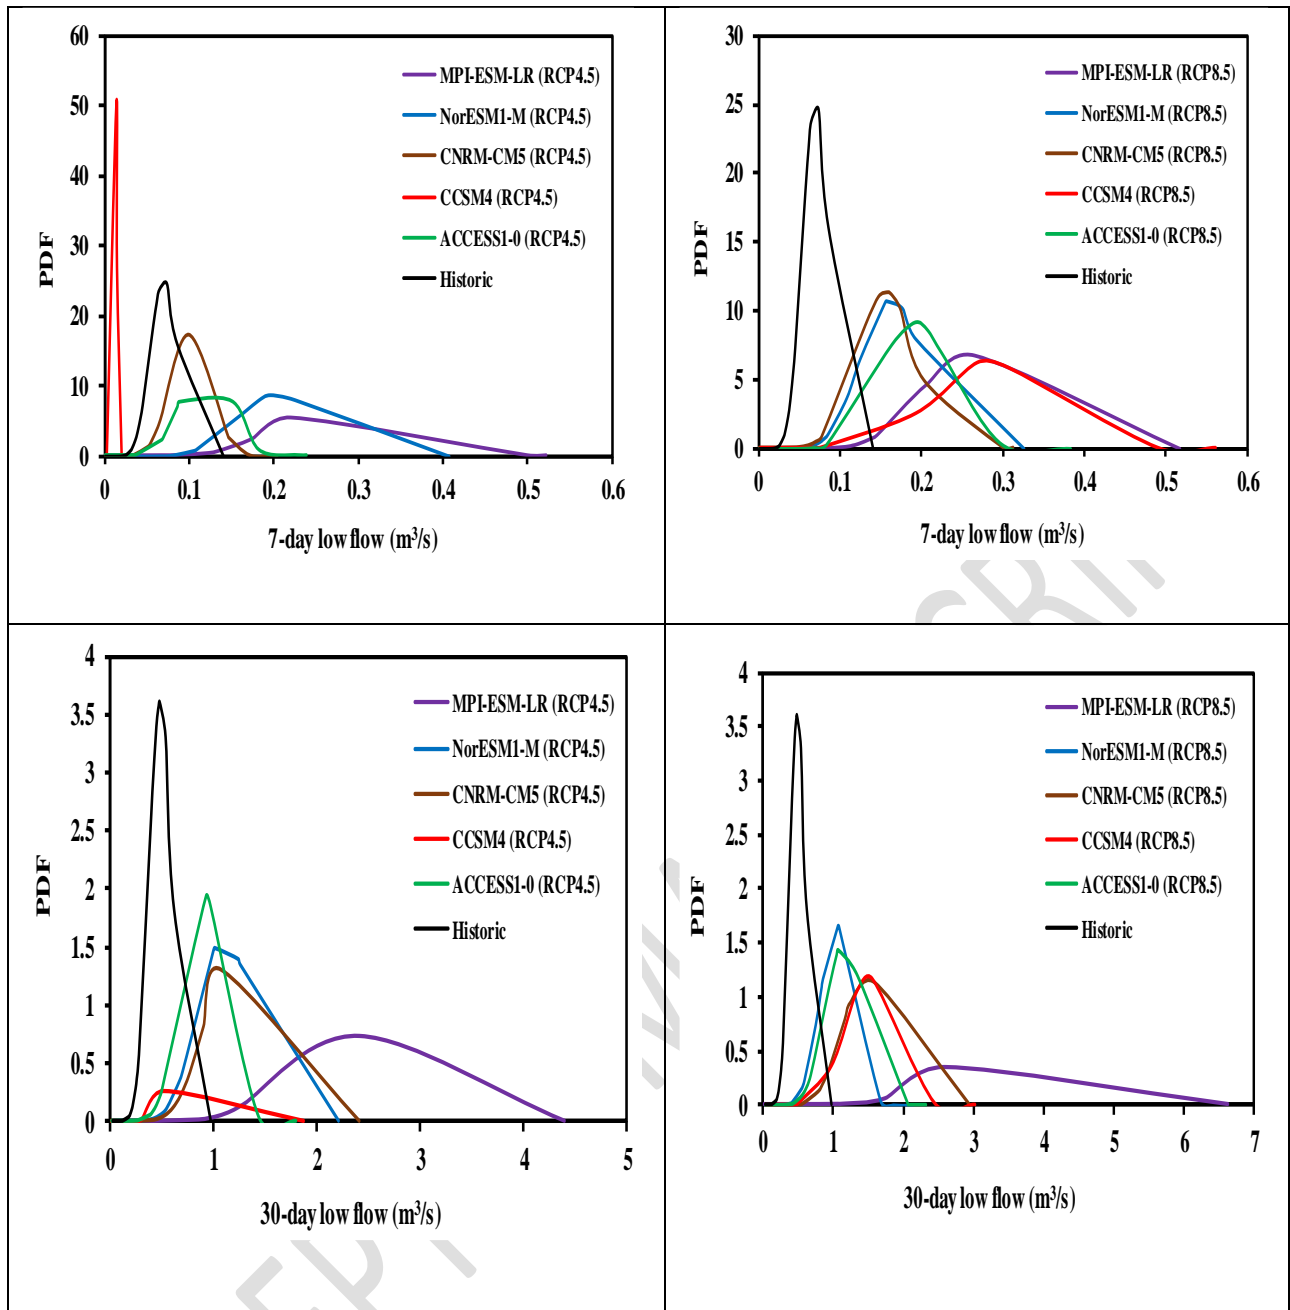 60
50
40
30
20
10
0
PDF
MPI-ESM-LR (RCP4.5)
NorESM1-M (RCP4.5)
CNRM-CM5 (RCP4.5)
CCSM4 (RCP4.5)
ACCESS1-0 (RCP4.5)
Historic
0 0.1 0.2 0.3 0.4 0.5 0.6
7-day low flow (m³/s)
30
25
20
15
10
5
0
PDF
MPI-ESM-LR (RCP8.5)
NorESM1-M (RCP8.5)
CNRM-CM5 (RCP8.5)
CCSM4 (RCP8.5)
ACCESS1-0 (RCP8.5)
Historic
0 0.1 0.2 0.3 0.4 0.5 0.6
7-day low flow (m³/s)
4
3.5
3
2.5
2
1.5
1
0.5
0
PDF
MPI-ESM-LR (RCP4.5)
NorESM1-M (RCP4.5)
CNRM-CM5 (RCP4.5)
CCSM4 (RCP4.5)
ACCESS1-0 (RCP4.5)
Historic
0 1 2 3 4 5
30-day low flow (m³/s)
4
3.5
3
2.5
2
1.5
1
0.5
0
PDF
MPI-ESM-LR (RCP8.5)
NorESM1-M (RCP8.5)
CNRM-CM5 (RCP8.5)
CCSM4 (RCP8.5)
ACCESS1-0 (RCP8.5)
Historic
0 1 2 3 4 5 6 7
30-day low flow (m³/s)